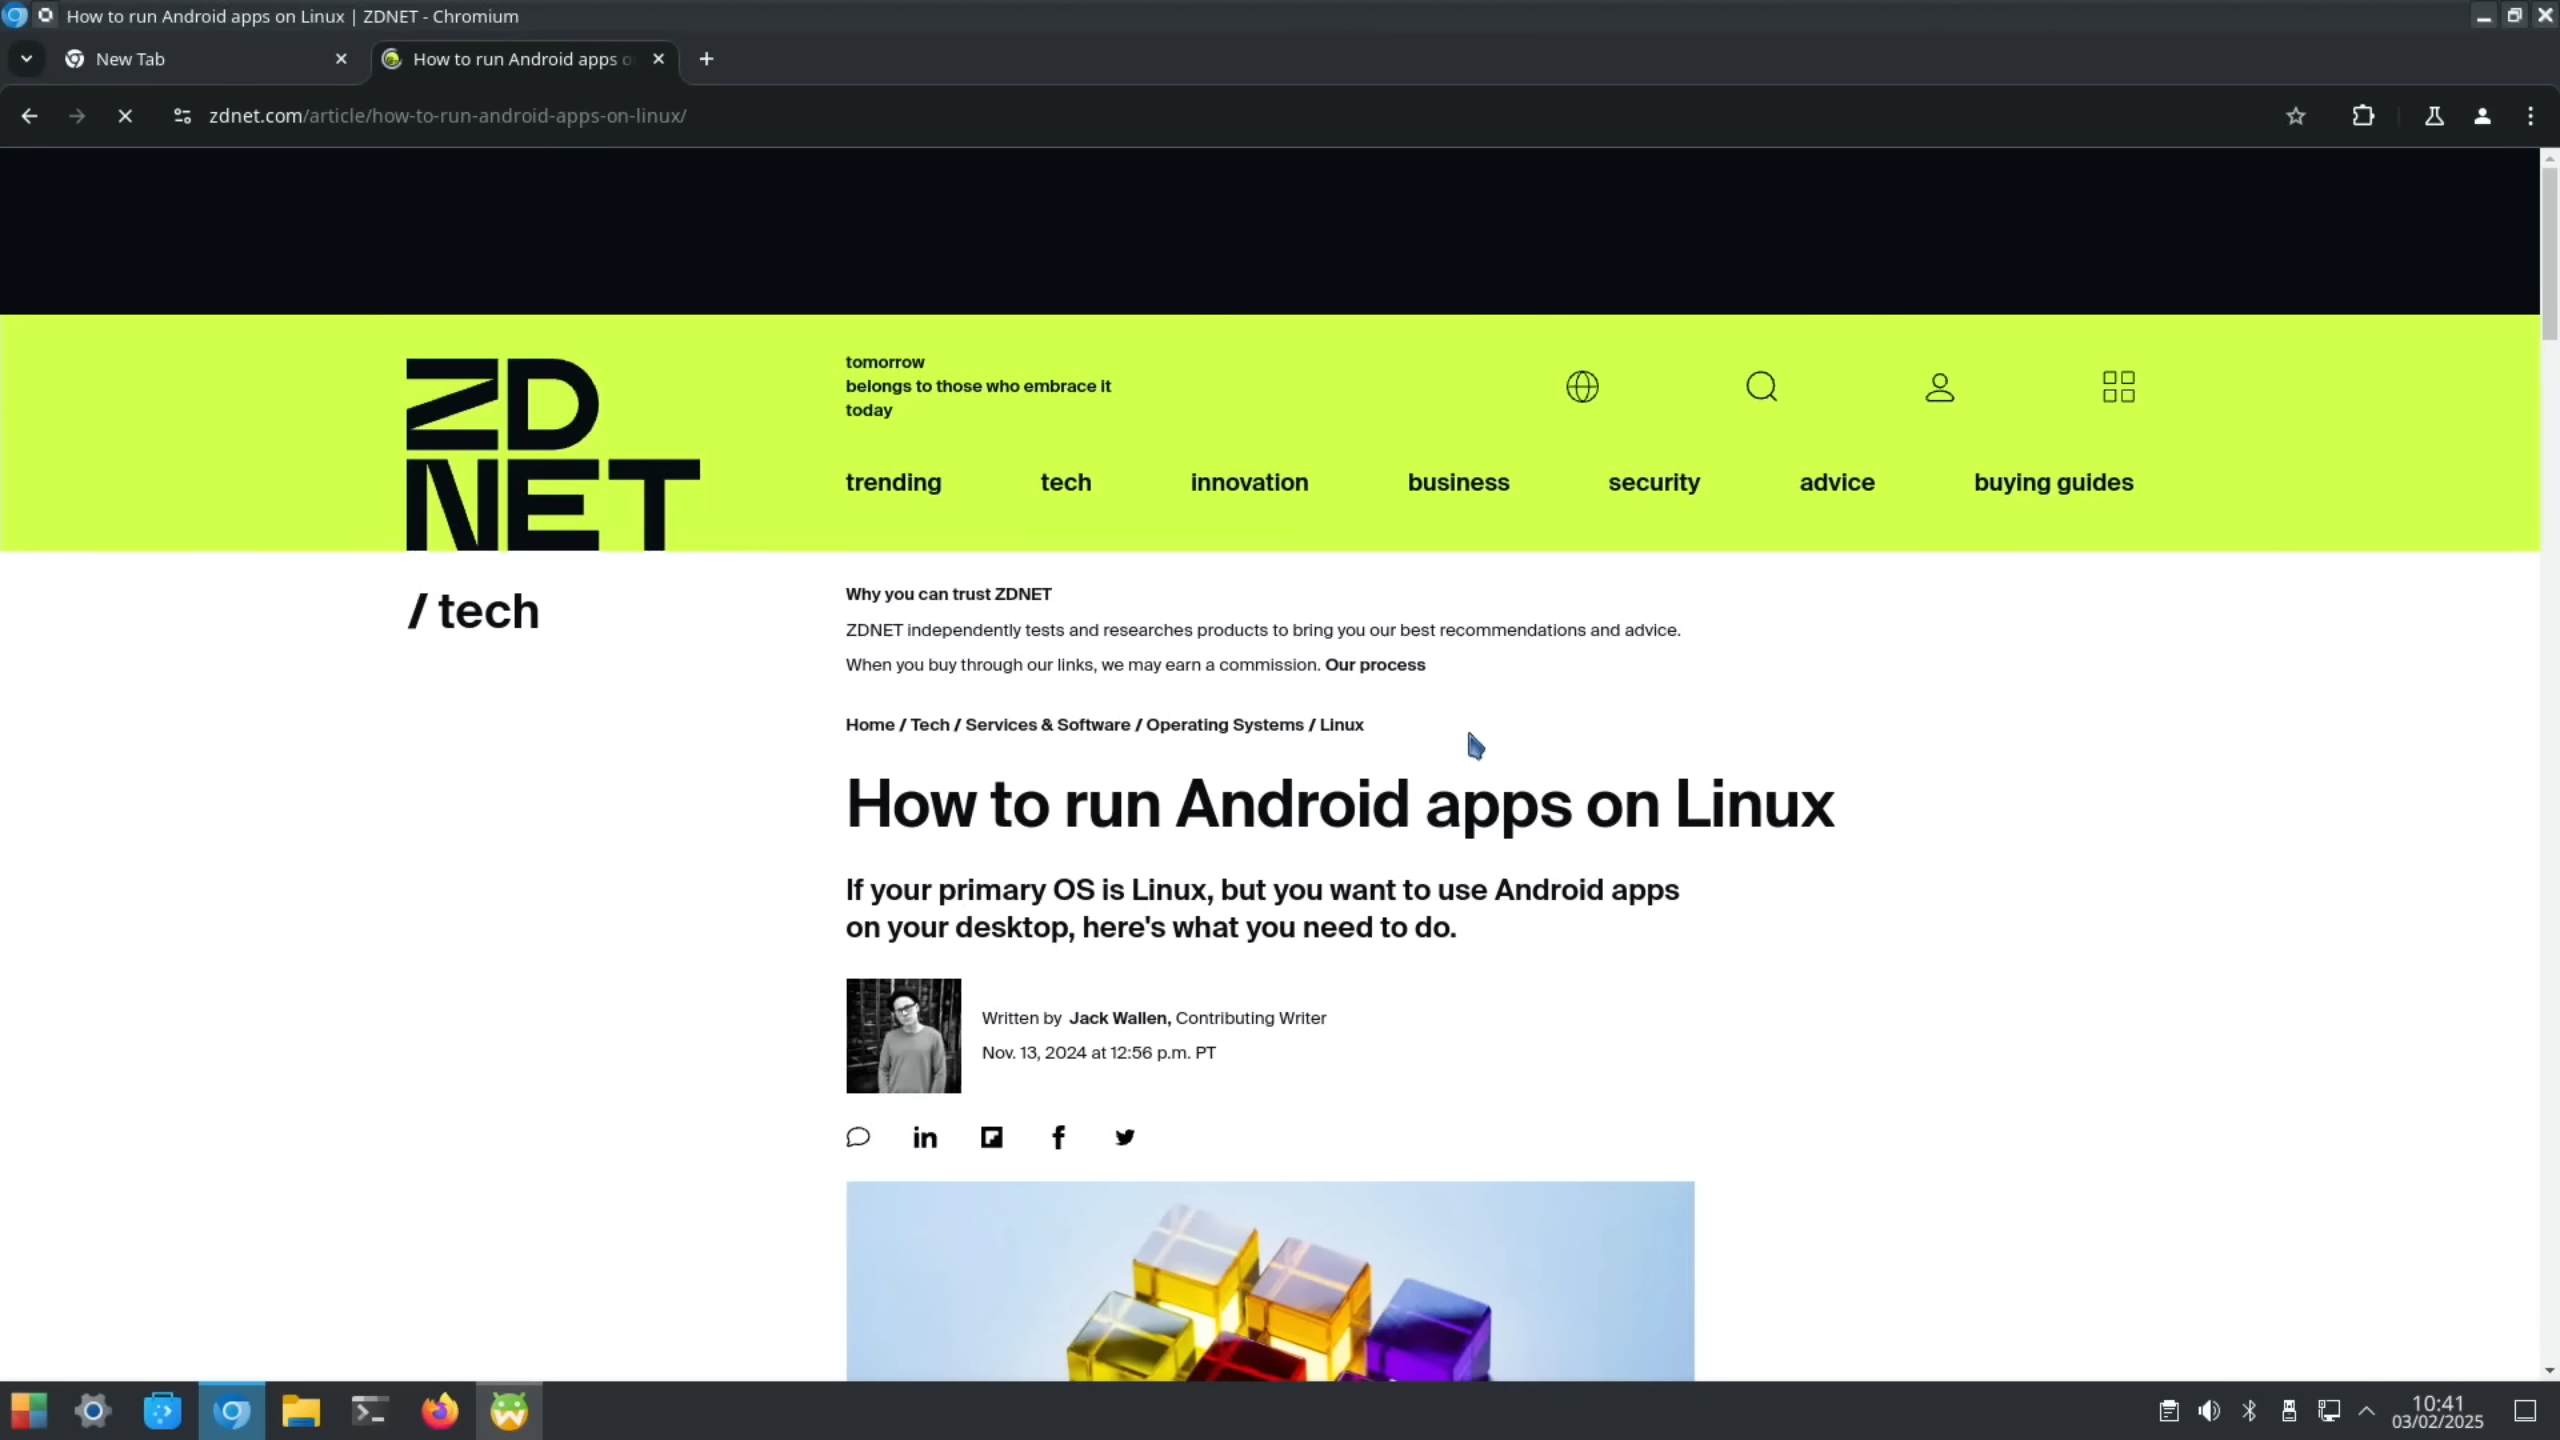 How to run Android apps on Linux | ZDNET - Chromium
New Tab
How to run Android apps o
zdnet.com/article/how-to-run-android-apps-on-linux/
ZD
NET
tomorrow
belongs to those who embrace it
today
trending tech innovation business security advice buying guides
/ tech
Why you can trust ZDNET
ZDNET independently tests and researches products to bring you our best recommendations and advice.
When you buy through our links, we may earn a commission. Our process
Home / Tech / Services & Software / Operating Systems / Linux
How to run Android apps on Linux
If your primary OS is Linux, but you want to use Android apps
on your desktop, here's what you need to do.
Written by Jack Wallen, Contributing Writer
Nov. 13, 2024 at 12:56 p.m. PT
10:41
03/02/2025